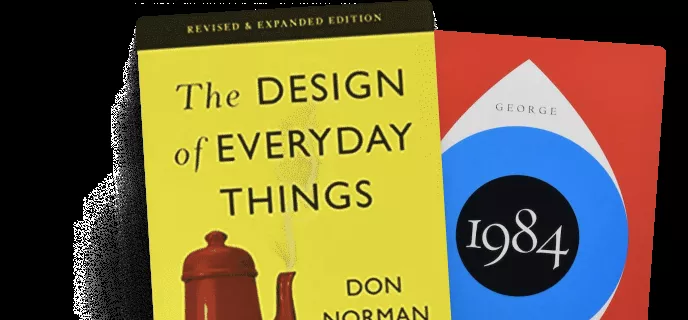 REVISED & EXPANDED EDITION
The DESIGN
of EVERYDAY
THINGS
DON
NORMAN
GEORGE
1984